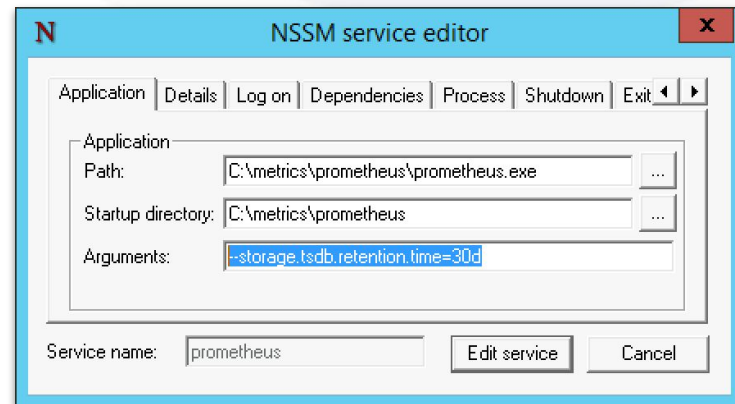 N NSSM service editor x
Application Details Log on Dependencies Process Shutdown Exit
Application
Path: C:\metrics\prometheus\prometheus.exe ...
Startup directory: C:\metrics\prometheus ...
Arguments: --storage.tsdb.retention.time=30d
Service name: prometheus Edit service Cancel